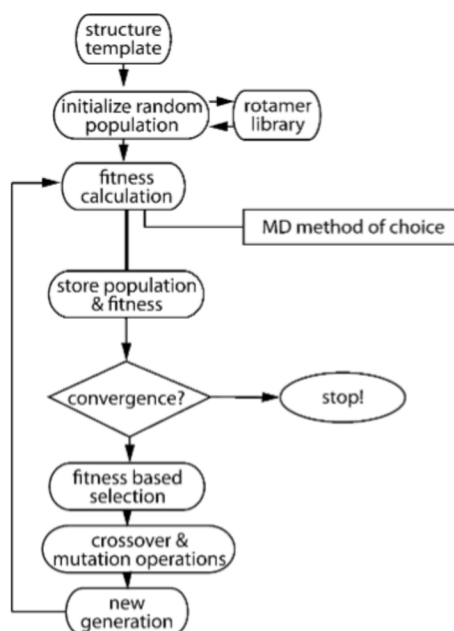 structure
template
initialize random
population
rotamer
library
fitness
calculation
MD method of choice
store population
& fitness
convergence?
stop!
fitness based
selection
crossover &
mutation operations
new
generation